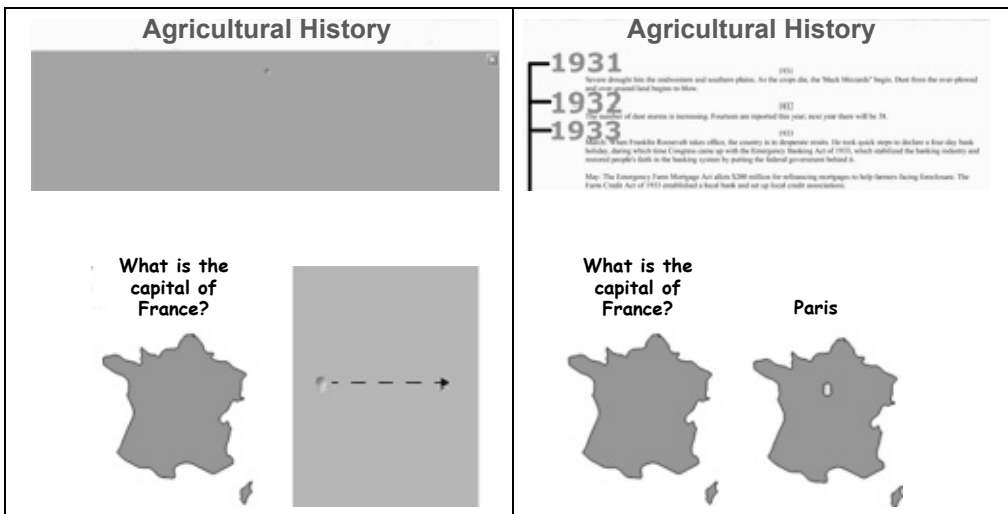 Agricultural History
What is the
capital of
France?
Agricultural History
1931
1931
Severe drought hits the midwestern and southern plains. As the crops die, the "black blizzards" begin. Dust from the over-plowed
and over-grazed land begins to blow.
1932
1932
The number of dust storms is increasing. Fourteen are reported this year; next year there will be 38.
1933
1933
March: When Franklin Roosevelt takes office, the country is in desperate straits. He took quick steps to declare a four-day bank
holiday, during which time Congress came up with the Emergency Banking Act of 1933, which stabilized the banking industry and
restored people's faith in the banking system by putting the federal government behind it.
May: The Emergency Farm Mortgage Act allots $200 million for refinancing mortgages to help farmers facing foreclosure. The
Farm Credit Act of 1933 established a local bank and set up local credit associations.
What is the
capital of
France?
Paris